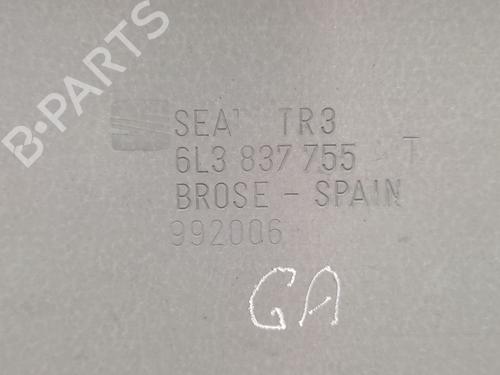 SEAT TR3
6L3 837 755 T
BROSE - SPAIN
992006
GA
B-PARTS